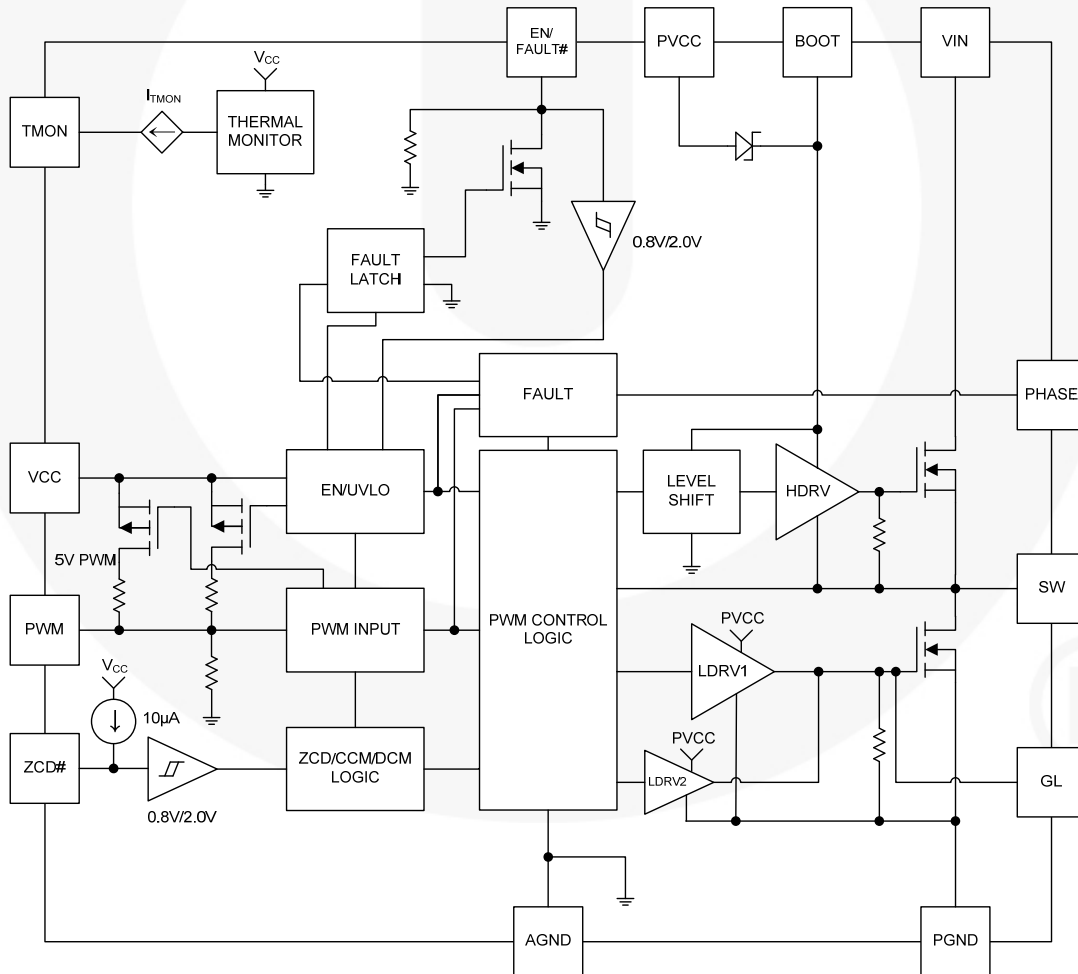 EN/
FAULT#
PVCC
BOOT
VIN
VCC
ITMON
TMON
THERMAL
MONITOR
0.8V/2.0V
FAULT
LATCH
FAULT
PHASE
VCC
EN/UVLO
LEVEL
SHIFT
HDRV
5V PWM
PWM
PWM INPUT
PWM CONTROL
LOGIC
SW
PVCC
LDRV1
VCC
10µA
ZCD#
ZCD/CCM/DCM
LOGIC
PVCC
LDRV2
GL
0.8V/2.0V
AGND
PGND